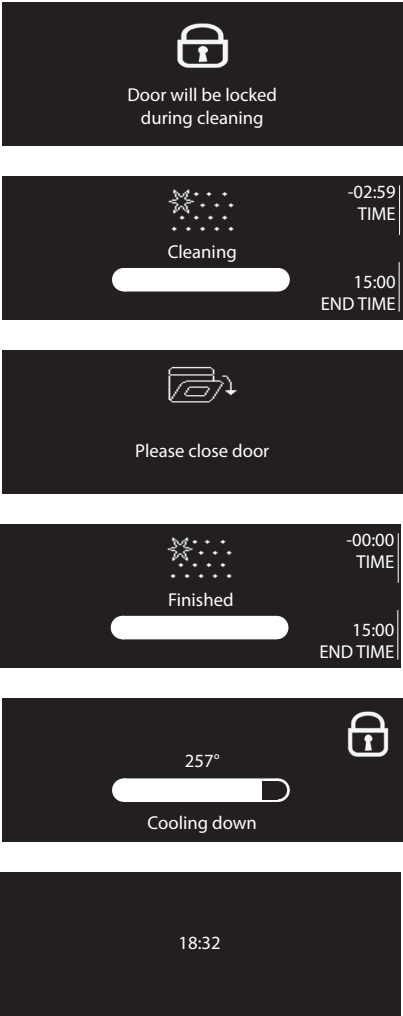 Door will be locked
during cleaning
-02:59
TIME
Cleaning
15:00
END TIME
Please close door
-00:00
TIME
Finished
15:00
END TIME
257°
Cooling down
18:32